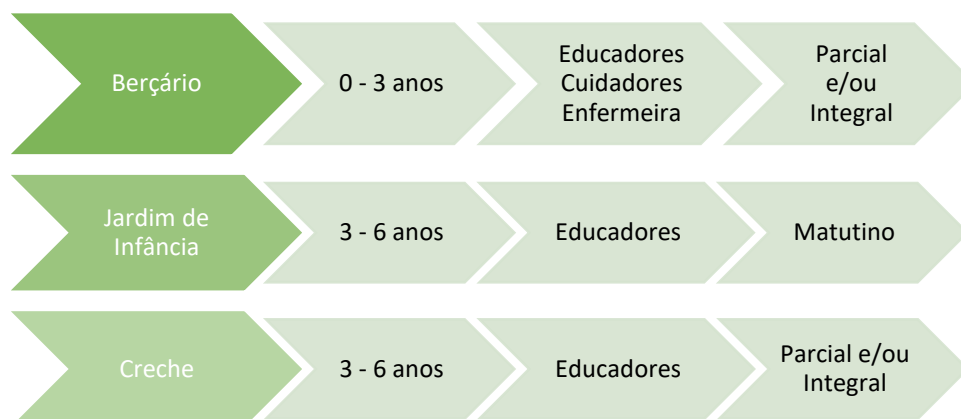 Berçário
0 - 3 anos
Educadores
Cuidadores
Enfermeira
Parcial
e/ou
Integral
Jardim de
Infância
3 - 6 anos
Educadores
Matutino
Creche
3 - 6 anos
Educadores
Parcial e/ou
Integral